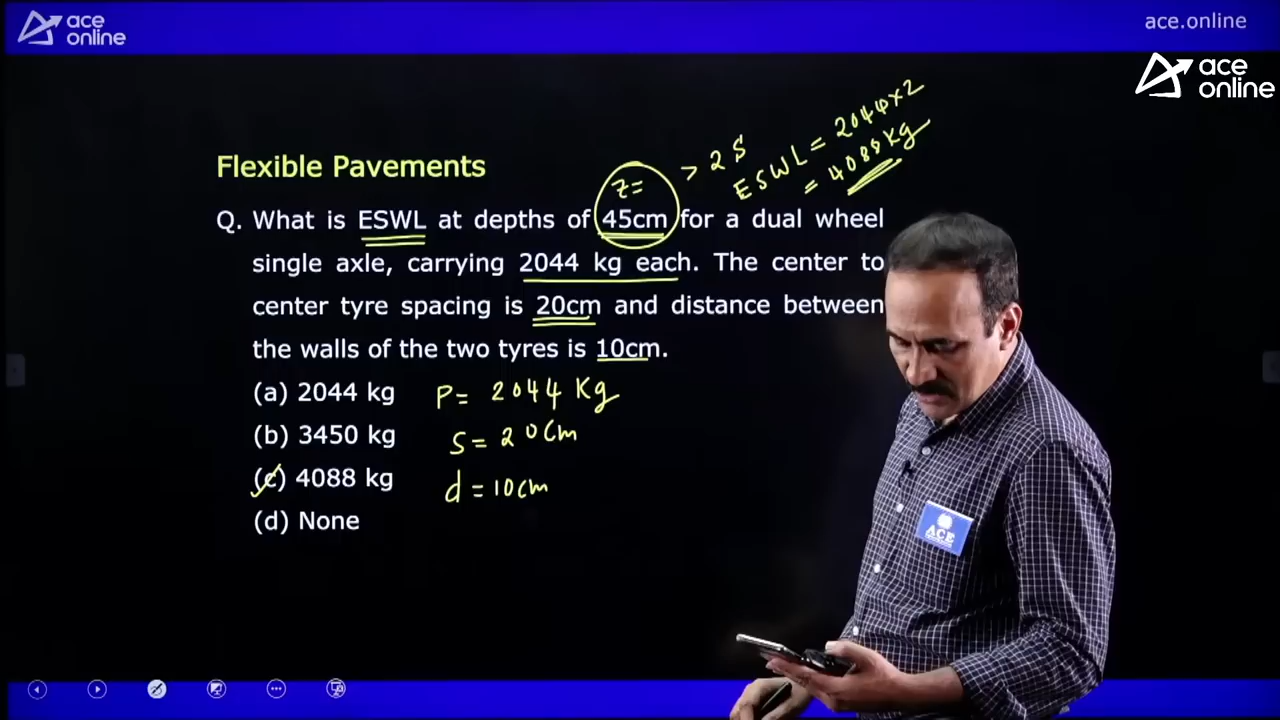 ace
online
ace.online
ace
online
Flexible Pavements
z=
> 2 S
ESWL = 2044 x 2
= 4088 Kg
Q. What is ESWL at depths of 45cm for a dual wheel
single axle, carrying 2044 kg each. The center to
center tyre spacing is 20cm and distance between
the walls of the two tyres is 10cm.
(a) 2044 kg
P = 2044 Kg
(b) 3450 kg
S = 20cm
(c) 4088 kg
d = 10cm
(d) None
ACE